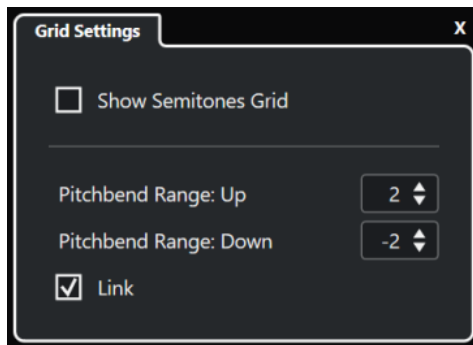 Grid Settings X
Show Semitones Grid
Pitchbend Range: Up 2
Pitchbend Range: Down -2
Link